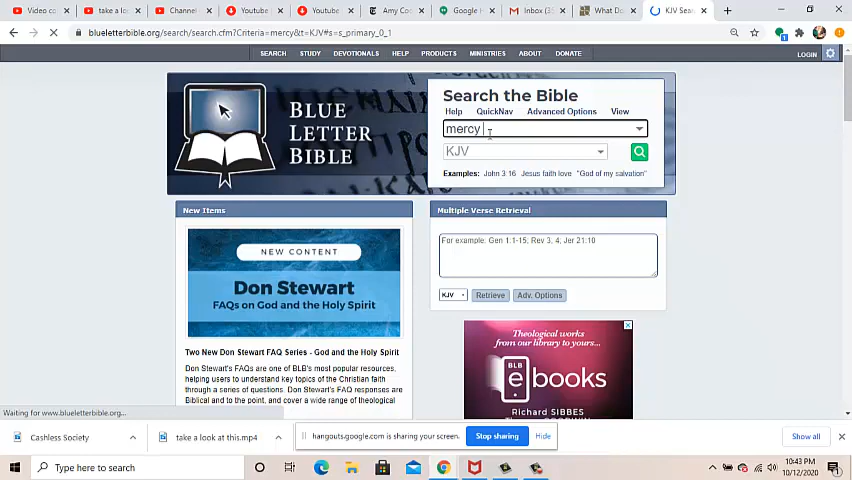 Video co
take a lo
Channel
Youtube
Youtube
Amy Co
Google H
Inbox (3
What Do
KJV Sear
blueletterbible.org/search/search.cfm?Criteria=mercy&t=KJV#s=s_primary_0_1
SEARCH STUDY DEVOTIONALS HELP PRODUCTS MINISTRIES ABOUT DONATE
LOGIN
BLUE
LETTER
BIBLE
Search the Bible
Help QuickNav Advanced Options View
mercy
KJV
Examples: John 3:16 Jesus faith love "God of my salvation"
New Items
NEW CONTENT
Don Stewart
FAQs on God and the Holy Spirit
Two New Don Stewart FAQ Series - God and the Holy Spirit
Don Stewart's FAQs are one of BLB's most popular resources,
helping users to understand key topics of the Christian faith
through a series of questions. Don Stewart's FAQ responses are
Biblical and to the point, and cover a wide range of theological
Multiple Verse Retrieval
For example: Gen 1:1-15; Rev 3, 4; Jer 21:10
KJV Retrieve Adv. Options
Theological works
from our library to yours...
BLB
ebooks
Richard SIBBES
Waiting for www.blueletterbible.org...
Cashless Society
take a look at this.mp4
hangouts.google.com is sharing your screen.
Stop sharing
Hide
Show all
Type here to search
10:43 PM
10/12/2020